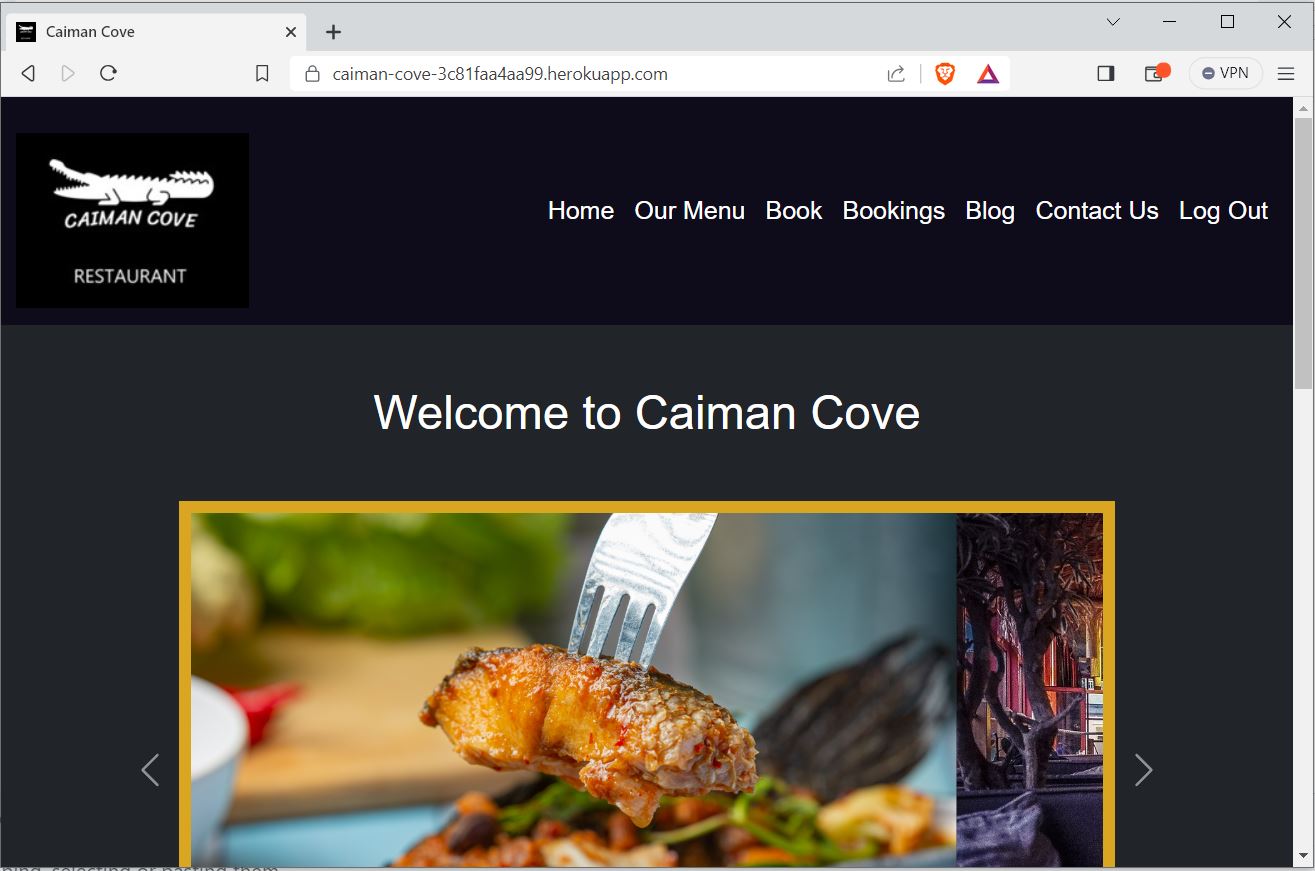 Caiman Cove
caiman-cove-3c81faa4aa99.herokuapp.com
VPN
CAIMAN COVE
RESTAURANT
Home Our Menu Book Bookings Blog Contact Us Log Out
Welcome to Caiman Cove